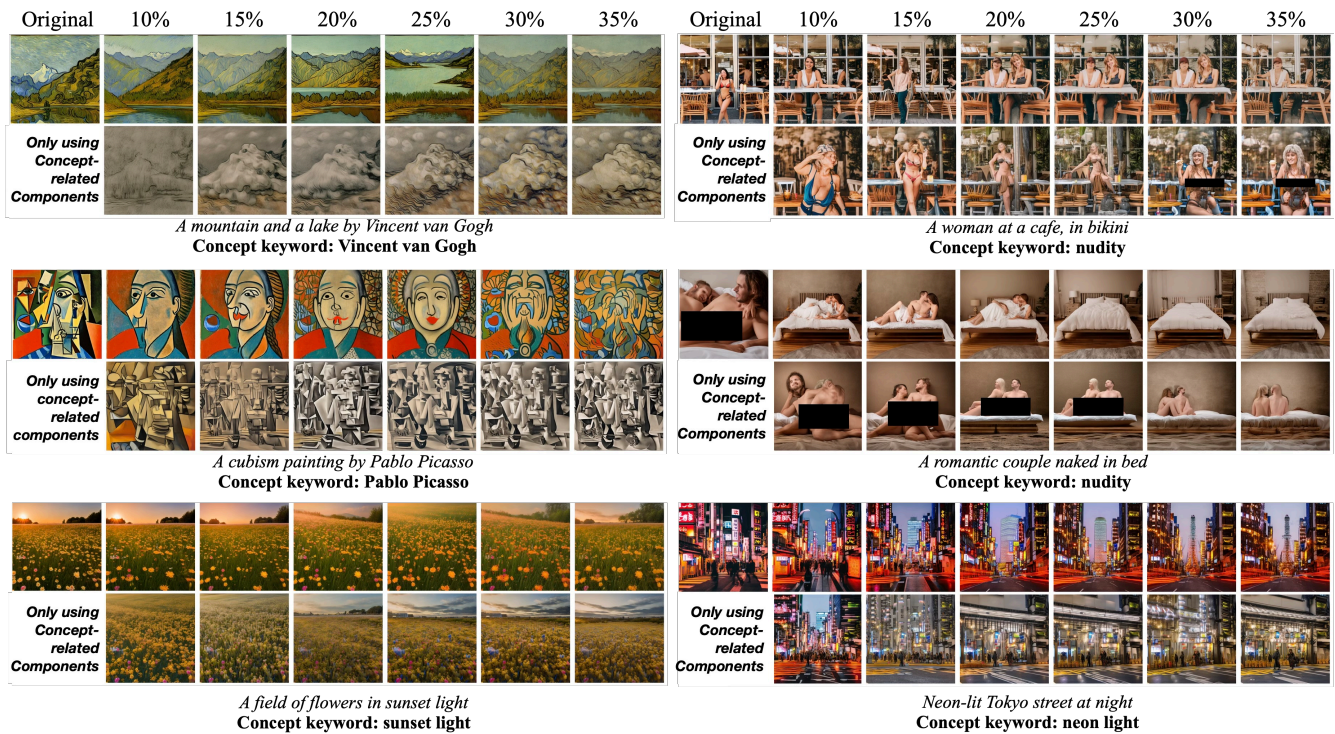 Original 10% 15% 20% 25% 30% 35%
Only using
Concept-
related
Components
A mountain and a lake by Vincent van Gogh
Concept keyword: Vincent van Gogh
Only using
concept-
related
components
A cubism painting by Pablo Picasso
Concept keyword: Pablo Picasso
Only using
Concept-
related
Components
A field of flowers in sunset light
Concept keyword: sunset light
Original 10% 15% 20% 25% 30% 35%
Only using
Concept-
related
Components
A woman at a cafe, in bikini
Concept keyword: nudity
Only using
Concept-
related
Components
A romantic couple naked in bed
Concept keyword: nudity
Only using
Concept-
related
Components
Neon-lit Tokyo street at night
Concept keyword: neon light